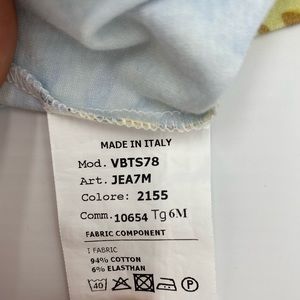 MADE IN ITALY
Mod. VBTS78
Art. JEA7M
Colore: 2155
Comm. 10654 Tg 6M
FABRIC COMPONENT
I FABRIC
94% COTTON
6% ELASTHAN
40